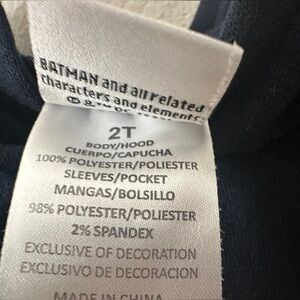 BATMAN and all related
characters and elements
© & ™
2T
BODY/HOOD
CUERPO/CAPUCHA
100% POLYESTER/POLIESTER
SLEEVES/POCKET
MANGAS/BOLSILLO
98% POLYESTER/POLIESTER
2% SPANDEX
EXCLUSIVE OF DECORATION
EXCLUSIVO DE DECORACION
MADE IN CHINA